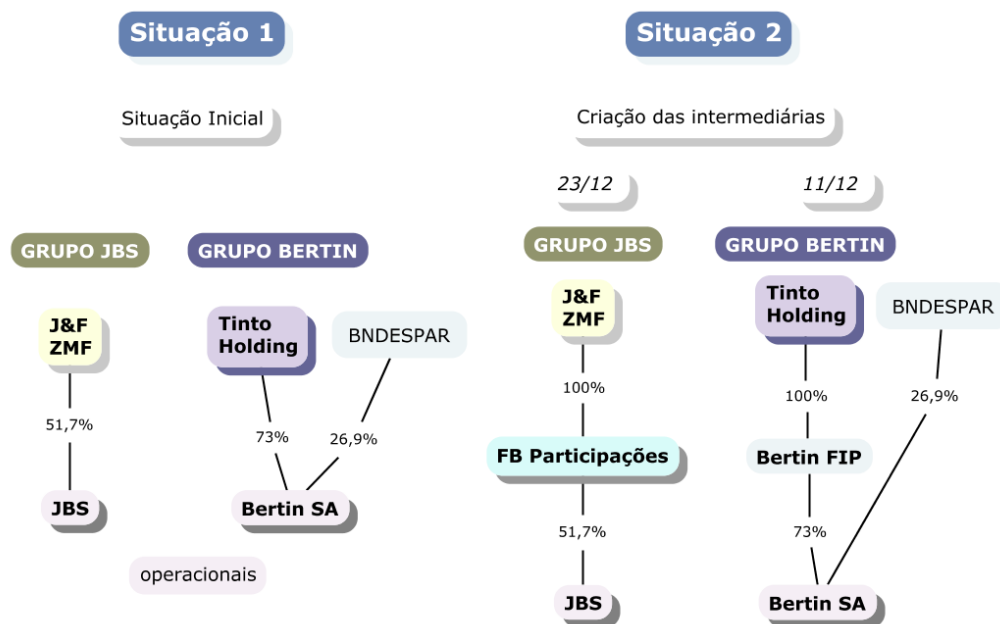 Situação 1
Situação Inicial
GRUPO JBS
GRUPO BERTIN
J&F
ZMF
Tinto
Holding
BNDESPAR
51,7%
73%
26,9%
JBS
Bertin SA
operacionais
Situação 2
Criação das intermediárias
23/12
11/12
GRUPO JBS
GRUPO BERTIN
J&F
ZMF
Tinto
Holding
BNDESPAR
100%
100%
26,9%
FB Participações
Bertin FIP
51,7%
73%
JBS
Bertin SA